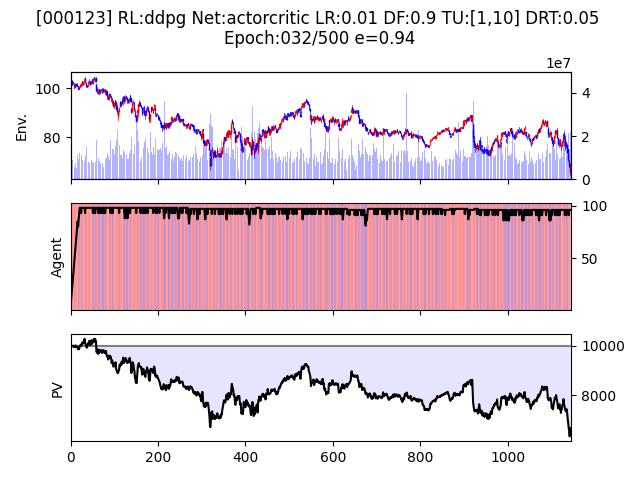 [000123] RL:ddpg Net:actorcritic LR:0.01 DF:0.9 TU:[1,10] DRT:0.05
Epoch:032/500 e=0.94
1e7
Env.
100
80
4
2
0
Agent
100
50
PV
10000
8000
0 200 400 600 800 1000